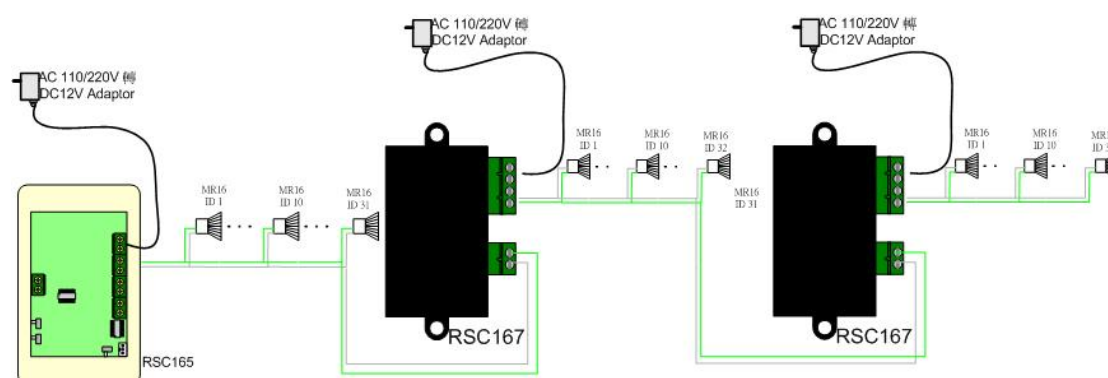 AC 110/220V 轉
DC12V Adaptor
AC 110/220V 轉
DC12V Adaptor
AC 110/220V 轉
DC12V Adaptor
MR16
ID 1
MR16
ID 10
MR16
ID 31
RSC165
MR16
ID 1
MR16
ID 10
MR16
ID 32
RSC167
MR16
ID 31
MR16
ID 1
MR16
ID 10
MR16
RSC167